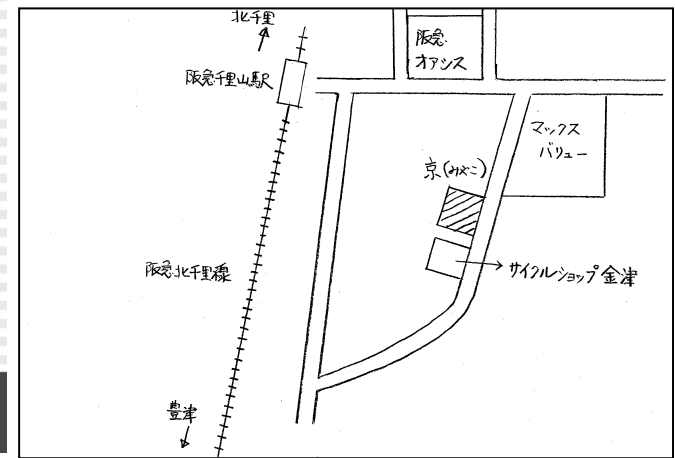 北千里
阪急千里山駅
阪急
オアシス
マックス
バリュー
京(みやこ)
阪急北千里線
サイクルショップ金津
豊津